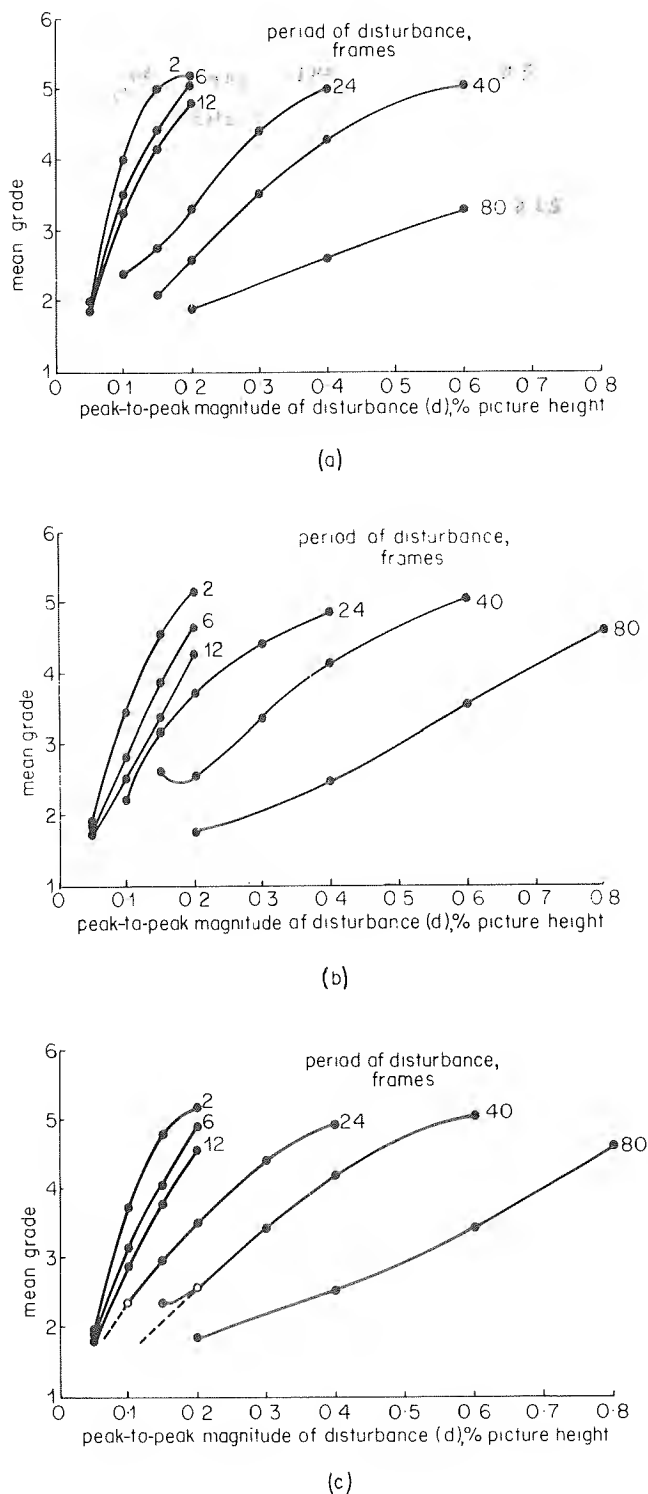 6
period of disturbance,
frames
2
6
12
24
40
80
5
4
3
2
1
mean grade
0 0·1 0·2 0·3 0·4 0·5 0·6 0·7 0·8
peak-to-peak magnitude of disturbance (d),% picture height
(a)
6
period of disturbance,
frames
2
6
12
24
40
80
5
4
3
2
1
mean grade
0 0·1 0·2 0·3 0·4 0·5 0·6 0·7 0·8
peak-to-peak magnitude of disturbance (d),% picture height
(b)
6
period of disturbance,
frames
2
6
12
24
40
80
5
4
3
2
1
mean grade
0 0·1 0·2 0·3 0·4 0·5 0·6 0·7 0·8
peak-to-peak magnitude of disturbance (d),% picture height
(c)